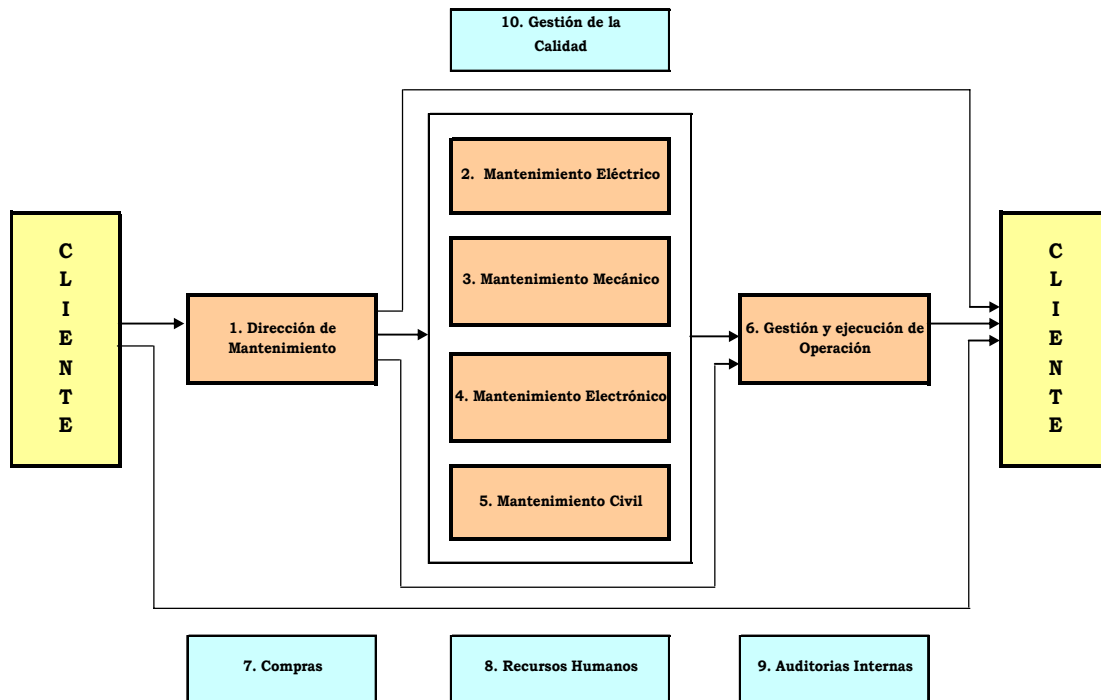 10. Gestión de la
Calidad
2. Mantenimiento Eléctrico
3. Mantenimiento Mecánico
4. Mantenimiento Electrónico
5. Mantenimiento Civil
C
L
I
E
N
T
E
1. Dirección de
Mantenimiento
6. Gestión y ejecución de
Operación
C
L
I
E
N
T
E
7. Compras
8. Recursos Humanos
9. Auditorias Internas